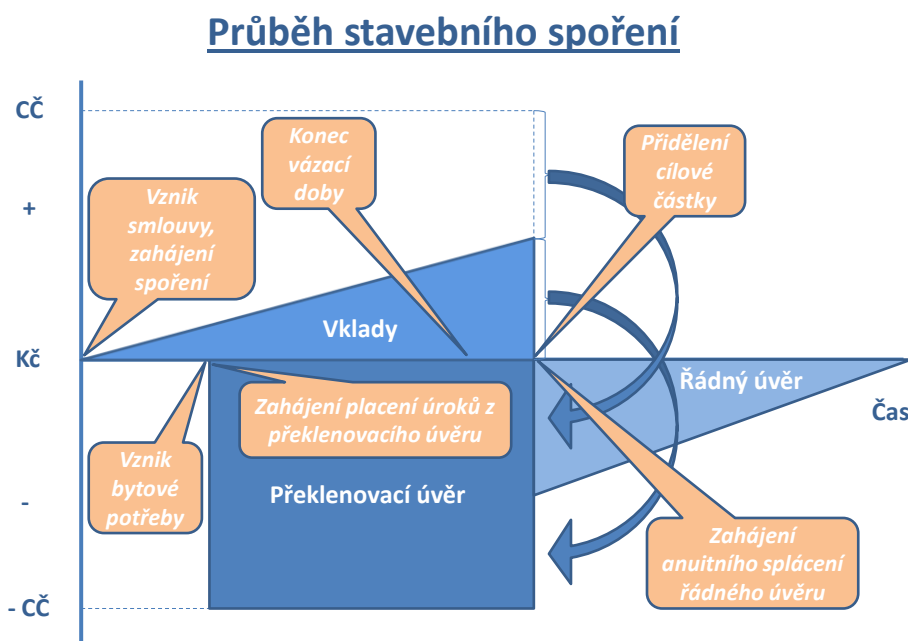 Průběh stavebního spoření
CČ
+
Kč
-
- CČ
Vznik
smlouvy,
zahájení
spoření
Konec
vázací
doby
Přidělení
cílové
částky
Vklady
Řádný úvěr
Čas
Zahájení placení úroků z
překlenovacího úvěru
Vznik
bytové
potřeby
Překlenovací úvěr
Zahájení
anuitního splácení
řádného úvěru